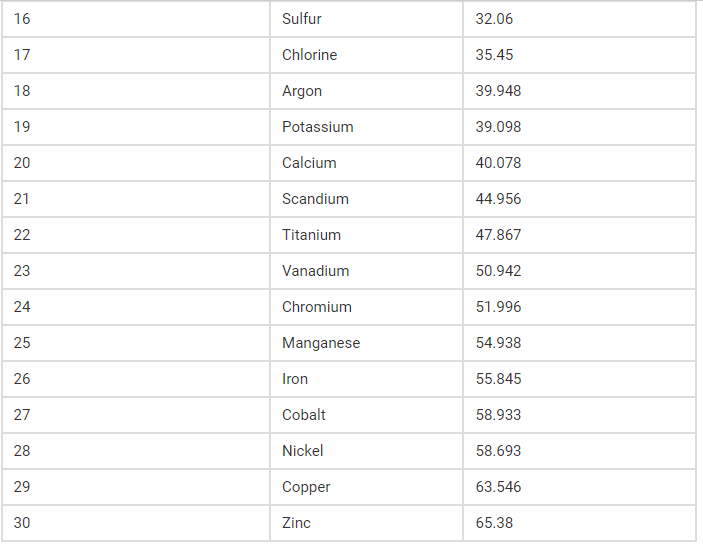 16 Sulfur 32.06
17 Chlorine 35.45
18 Argon 39.948
19 Potassium 39.098
20 Calcium 40.078
21 Scandium 44.956
22 Titanium 47.867
23 Vanadium 50.942
24 Chromium 51.996
25 Manganese 54.938
26 Iron 55.845
27 Cobalt 58.933
28 Nickel 58.693
29 Copper 63.546
30 Zinc 65.38